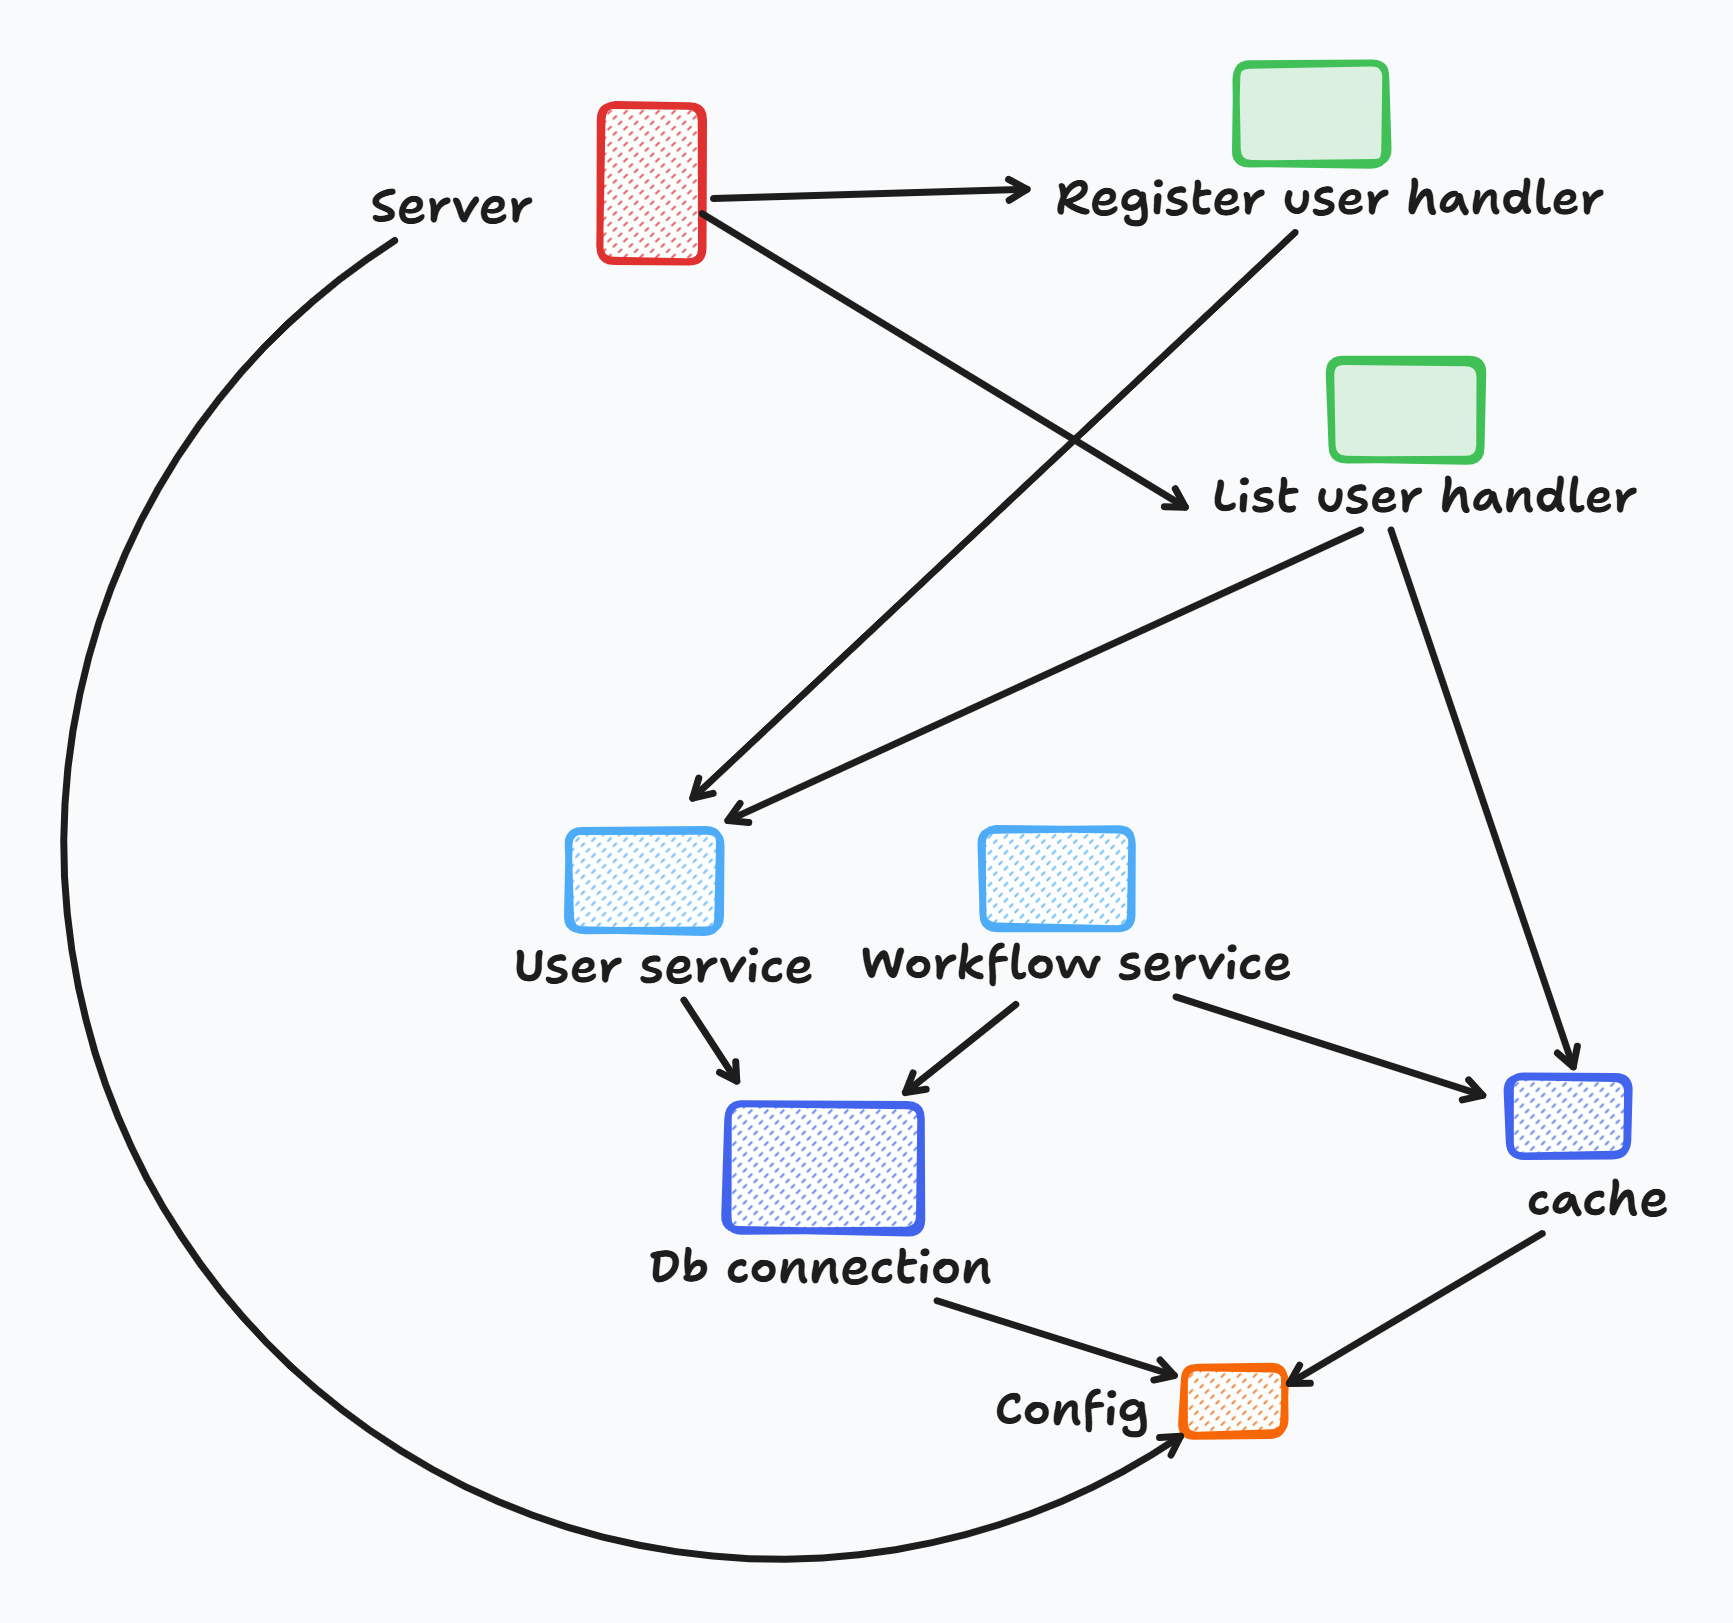 Server
Register user handler
List user handler
User service
Workflow service
Db connection
cache
Config